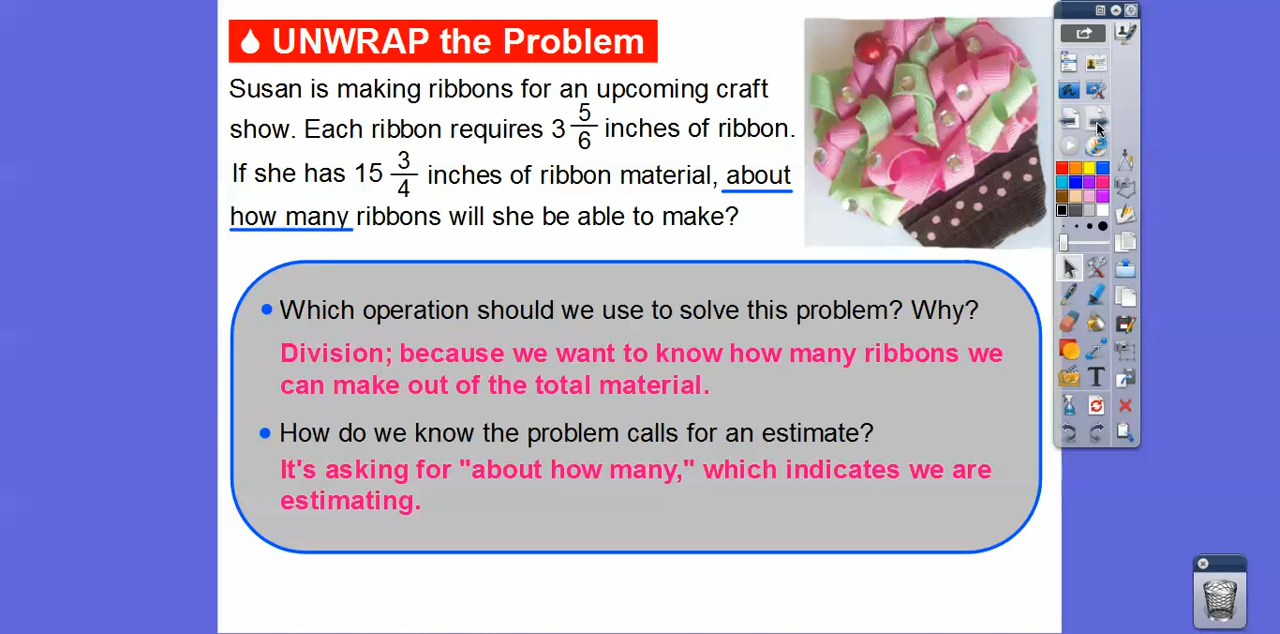 UNWRAP the Problem
Susan is making ribbons for an upcoming craft
show. Each ribbon requires 3 5/6 inches of ribbon.
If she has 15 3/4 inches of ribbon material, about
how many ribbons will she be able to make?
• Which operation should we use to solve this problem? Why?
Division; because we want to know how many ribbons we
can make out of the total material.
• How do we know the problem calls for an estimate?
It's asking for "about how many," which indicates we are
estimating.